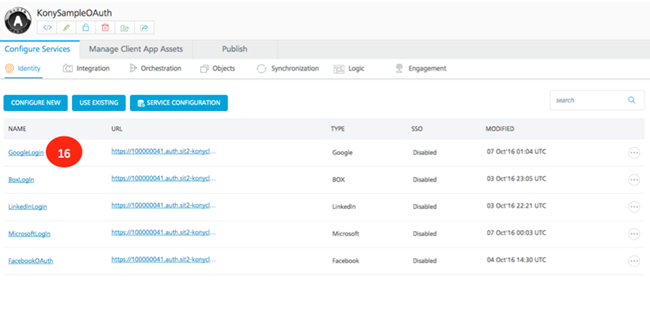 KonySampleOAuth
Configure Services Manage Client App Assets Publish
Identity Integration Orchestration Objects Synchronization Logic Engagement
CONFIGURE NEW USE EXISTING SERVICE CONFIGURATION search
NAME URL TYPE SSO MODIFIED
GoogleLogin 16 https://100000041.auth.sit2-konycl... Google Disabled 07 Oct'16 01:04 UTC
BoxLogIn https://100000041.auth.sit2-konycl... BOX Disabled 03 Oct'16 23:05 UTC
LinkedInLogin https://100000041.auth.sit2-konycl... LinkedIn Disabled 03 Oct'16 22:21 UTC
MicrosoftLogIn https://100000041.auth.sit2-konycl... Microsoft Disabled 07 Oct'16 00:03 UTC
FacebookOAuth https://100000041.auth.sit2-konycl... Facebook Disabled 04 Oct'16 14:30 UTC